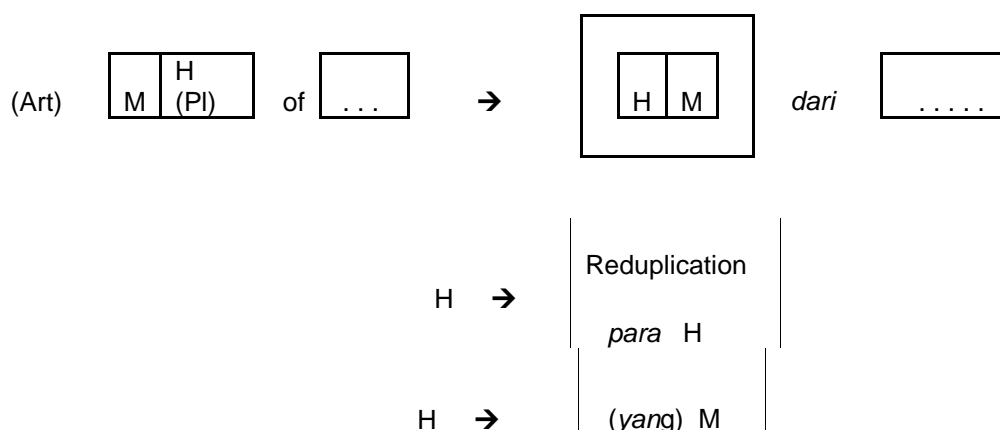 H
(Art) M (Pl) of . . . ➔ H M dari . . . . .
Reduplication
H ➔
para H
H ➔ (yang) M